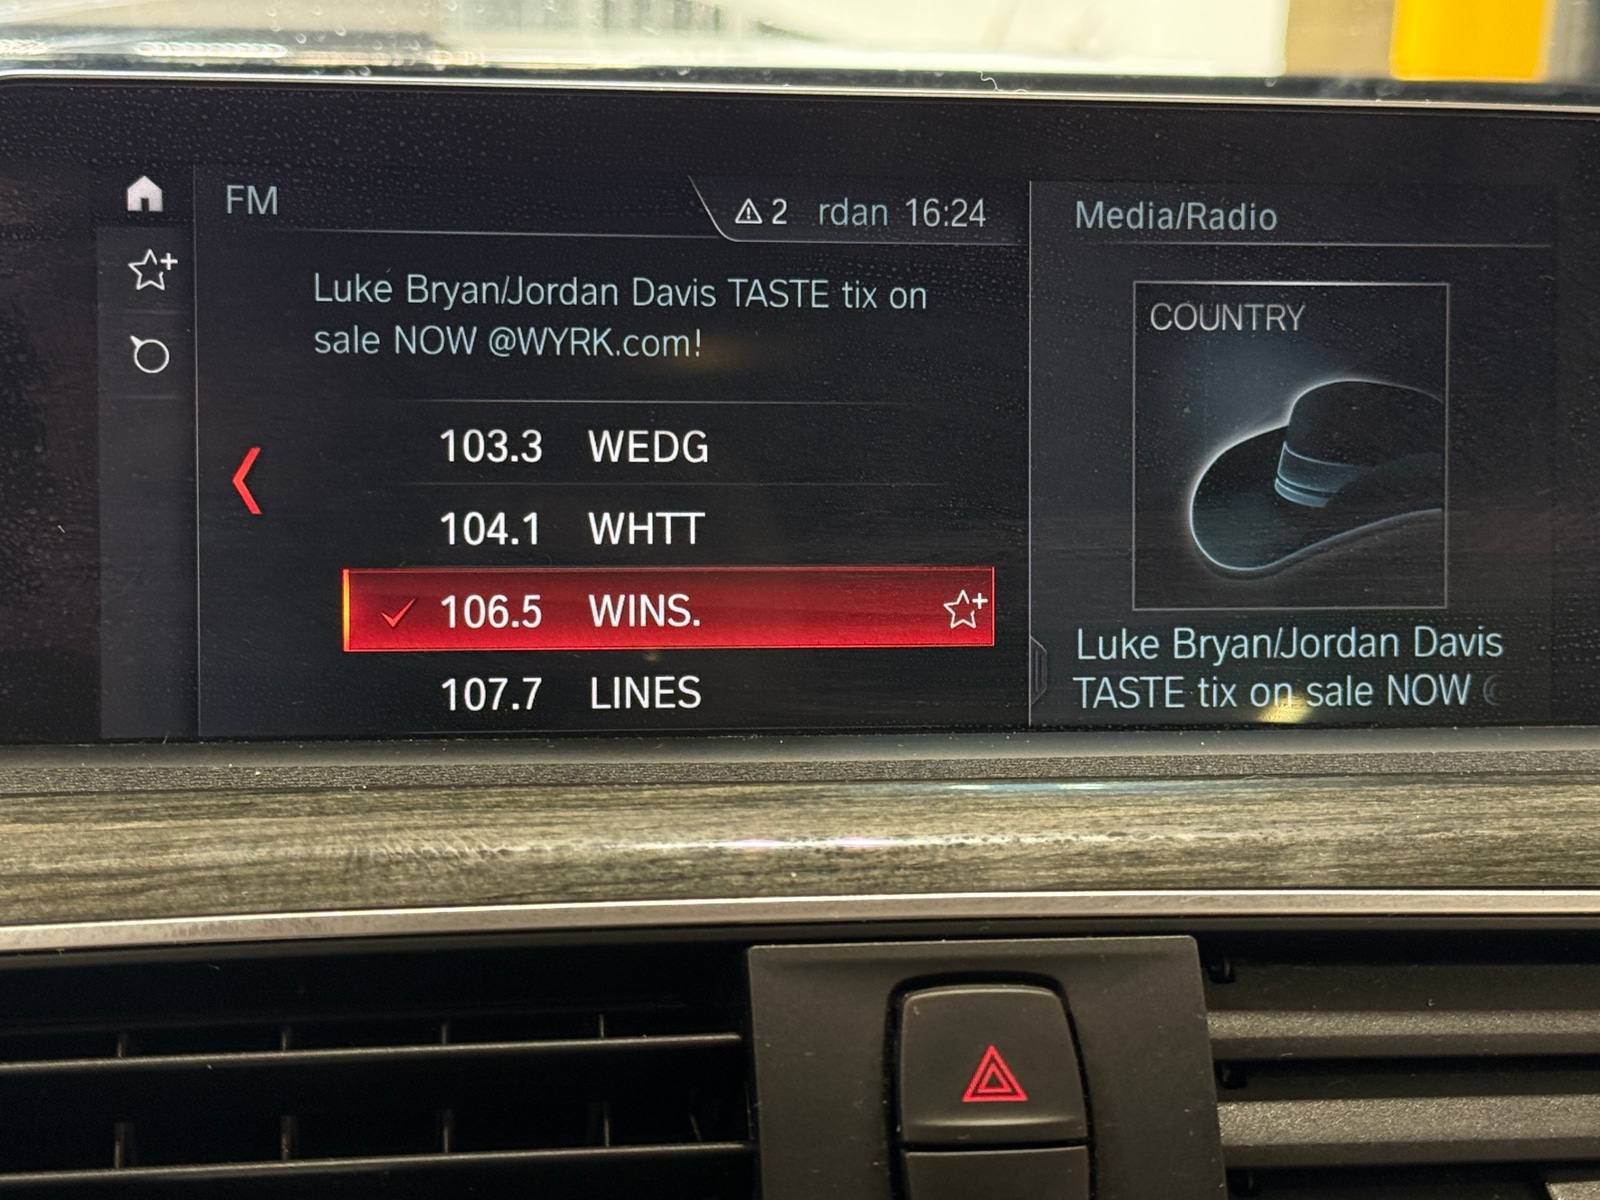 FM
2 rdan 16:24
Luke Bryan/Jordan Davis TASTE tix on
sale NOW @WYRK.com!
103.3 WEDG
104.1 WHTT
106.5 WINS.
107.7 LINES
Media/Radio
COUNTRY
Luke Bryan/Jordan Davis
TASTE tix on sale NOW